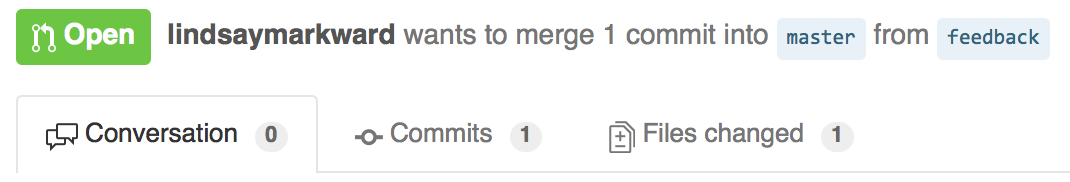 Open lindsaymarkward wants to merge 1 commit into master from feedback
Conversation 0 Commits 1 Files changed 1